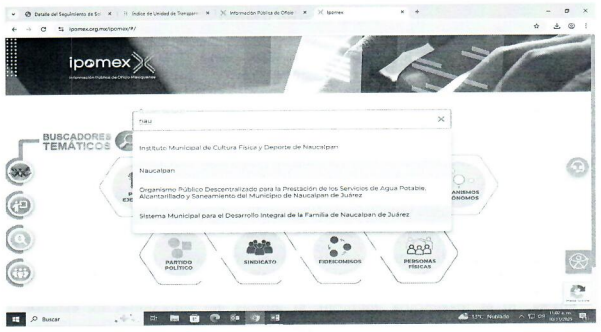 Detalle del Seguimiento de So
Índice de Unidad de Transpare
Información Pública de Oficio
Ipomex
ipomex.org.mx/ipomex/#/
ipomex
Información Pública de Oficio Mexiquense
nau
Instituto Municipal de Cultura Física y Deporte de Naucalpan
BUSCADORES
TEMÁTICOS
Naucalpan
Organismo Público Descentralizado para la Prestación de los Servicios de Agua Potable,
Alcantarillado y Saneamiento del Municipio de Naucalpan de Juárez
Sistema Municipal para el Desarrollo Integral de la Familia de Naucalpan de Juárez
PARTIDO
POLÍTICO
SINDICATO
FIDEICOMISOS
PERSONAS
FÍSICAS
Buscar
Nublado